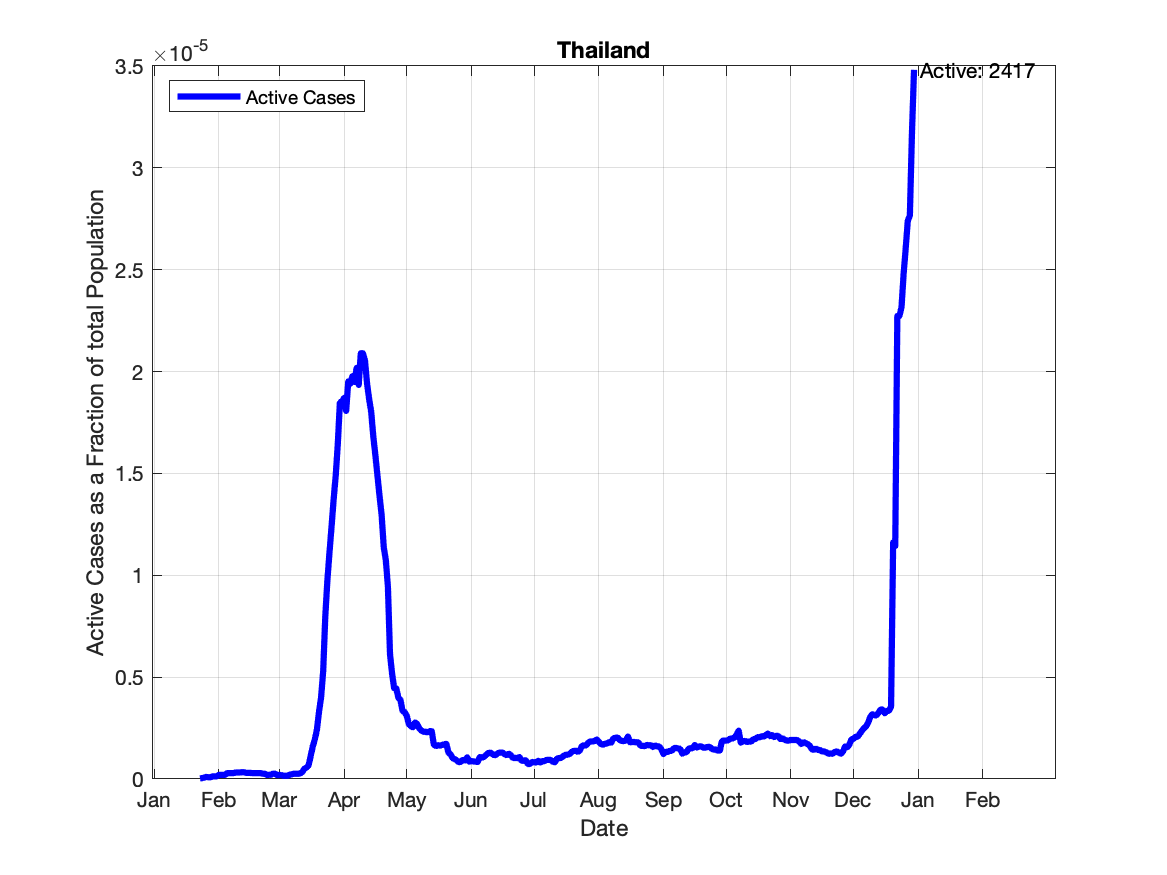 Thailand
×10-5
Active Cases
Active: 2417
3.5
3
2.5
2
1.5
1
0.5
0
Active Cases as a Fraction of total Population
Jan Feb Mar Apr May Jun Jul Aug Sep Oct Nov Dec Jan Feb
Date